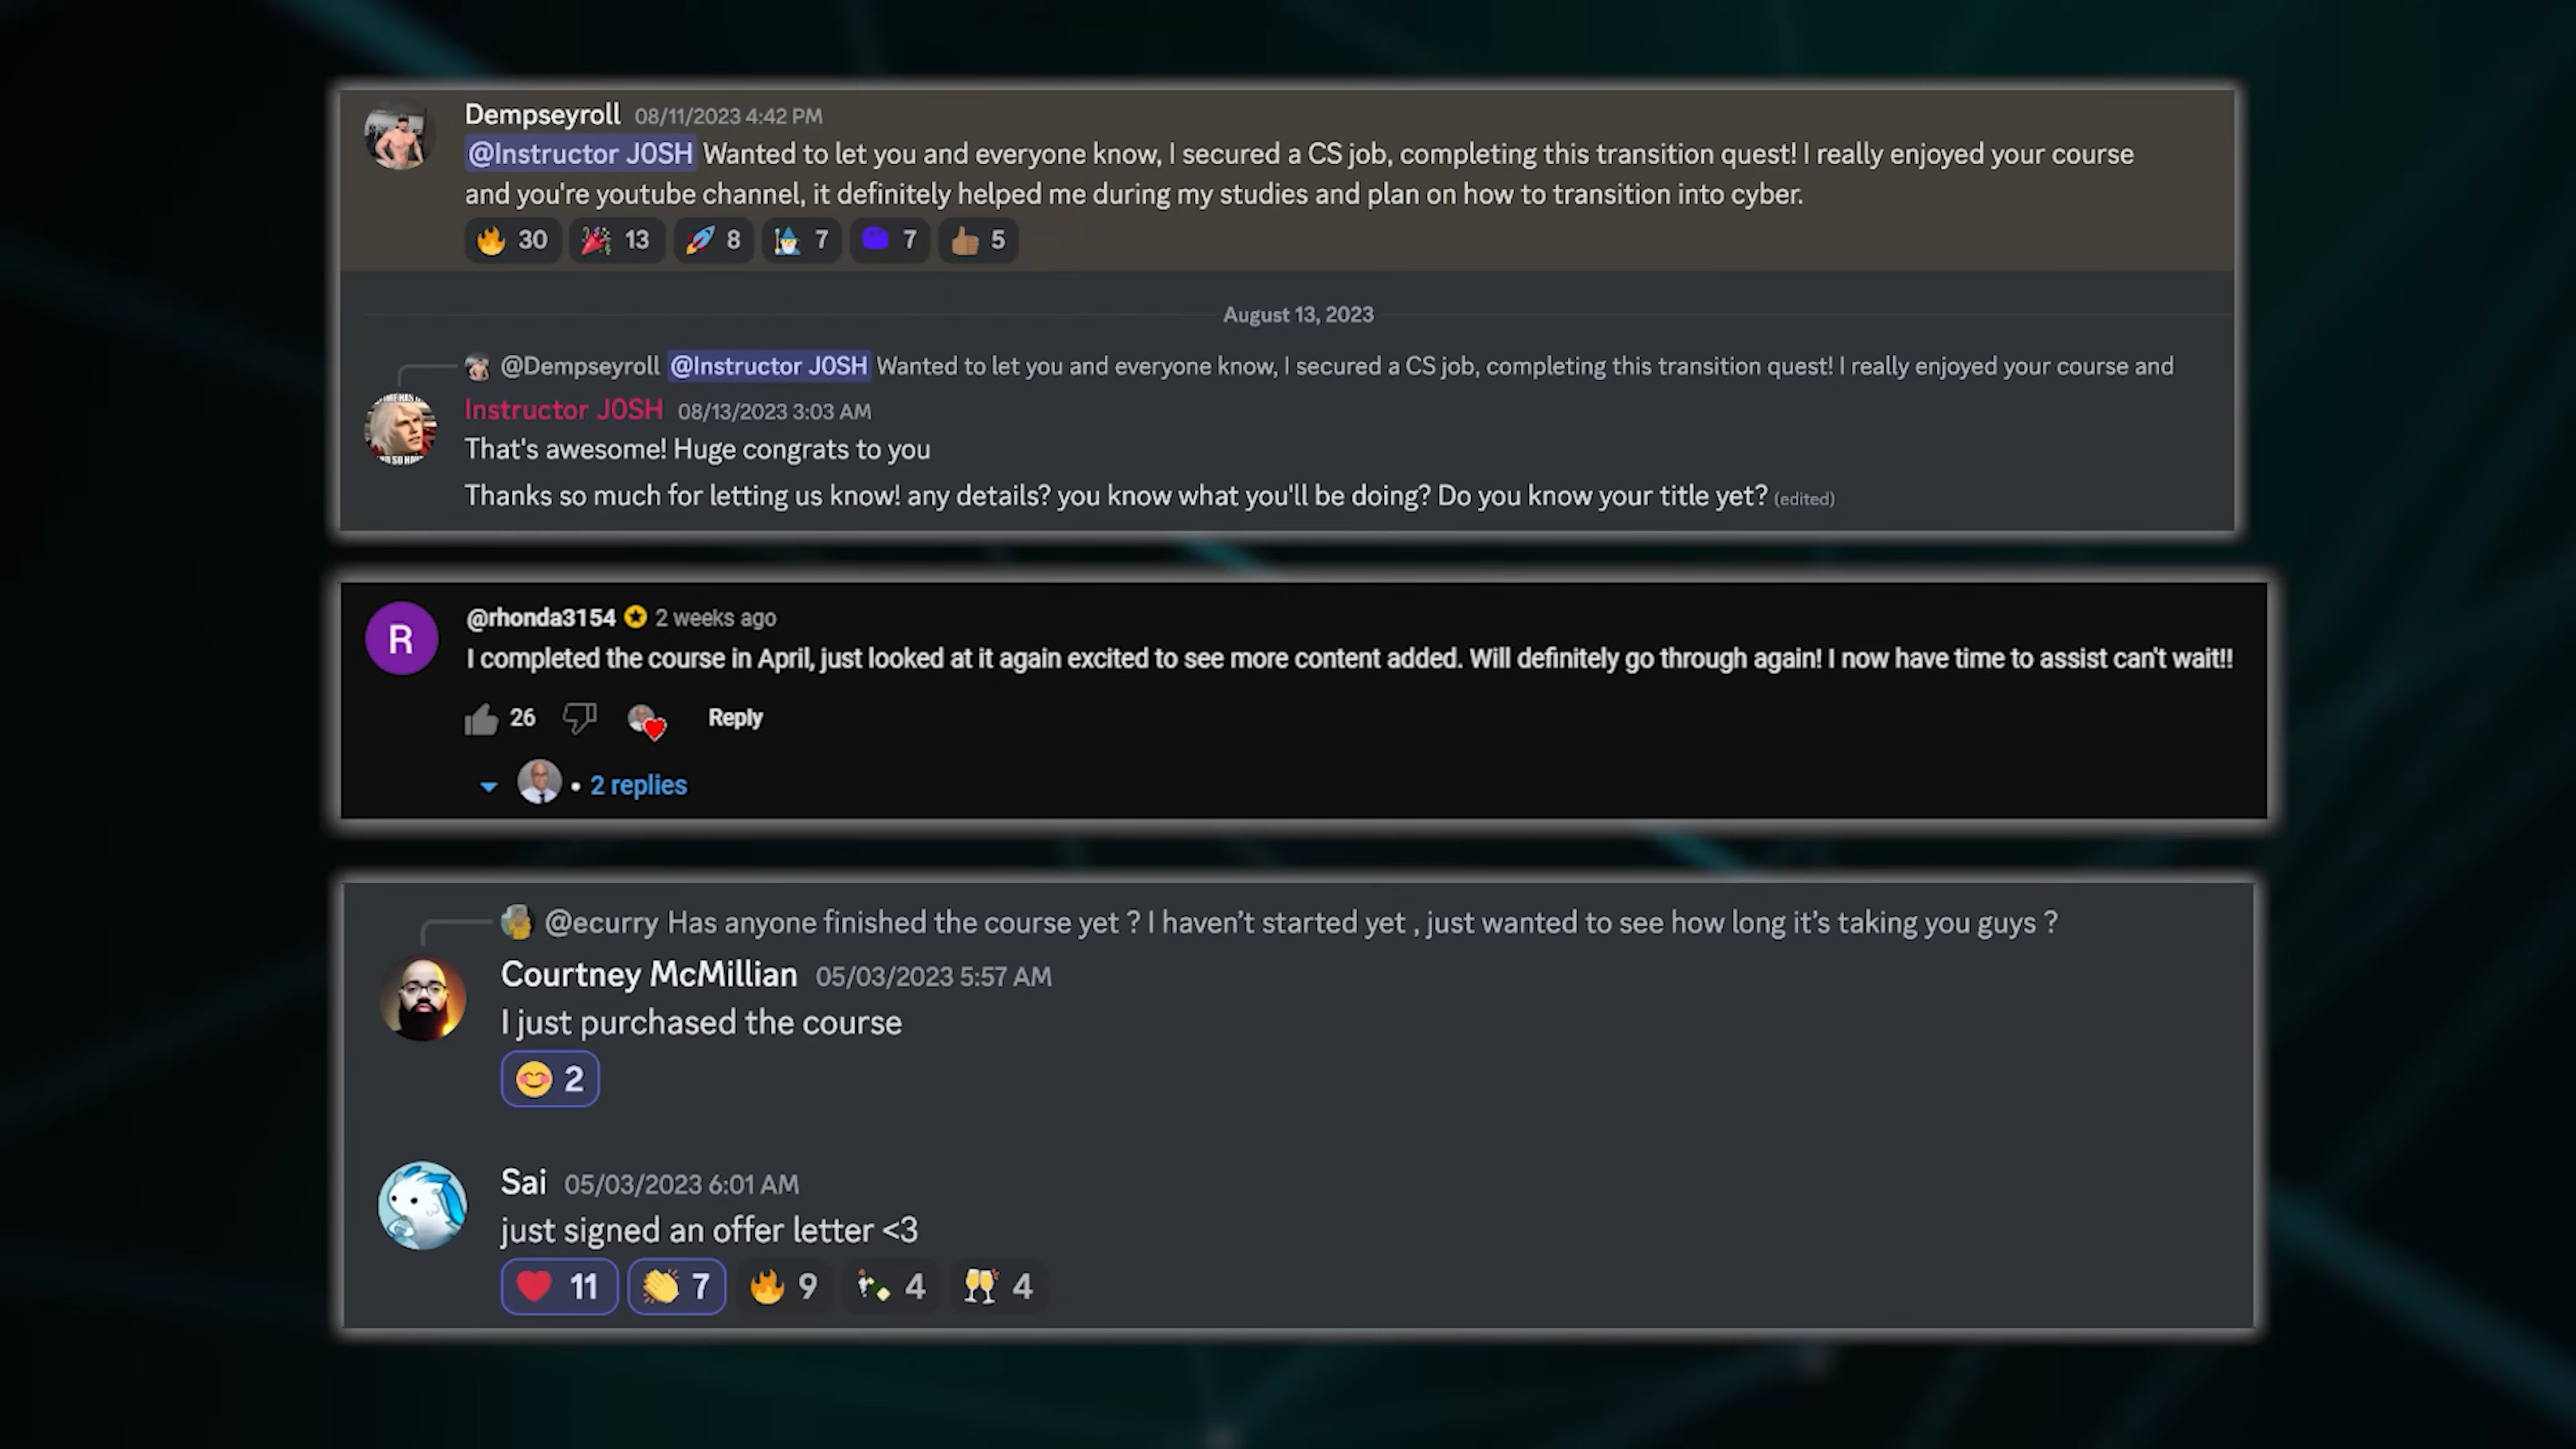 Dempseyroll 08/11/2023 4:42 PM
@Instructor J0SH Wanted to let you and everyone know, I secured a CS job, completing this transition quest! I really enjoyed your course
and you're youtube channel, it definitely helped me during my studies and plan on how to transition into cyber.
30 13 8 7 7 5
August 13, 2023
@Dempseyroll @Instructor J0SH Wanted to let you and everyone know, I secured a CS job, completing this transition quest! I really enjoyed your course and
Instructor J0SH 08/13/2023 3:03 AM
That's awesome! Huge congrats to you
Thanks so much for letting us know! any details? you know what you'll be doing? Do you know your title yet? (edited)
R
@rhonda3154 2 weeks ago
I completed the course in April, just looked at it again excited to see more content added. Will definitely go through again! I now have time to assist can't wait!!
26 Reply
• 2 replies
@ecurry Has anyone finished the course yet ? I haven't started yet , just wanted to see how long it's taking you guys ?
Courtney McMillian 05/03/2023 5:57 AM
I just purchased the course
2
Sai 05/03/2023 6:01 AM
just signed an offer letter <3
11 7 9 4 4